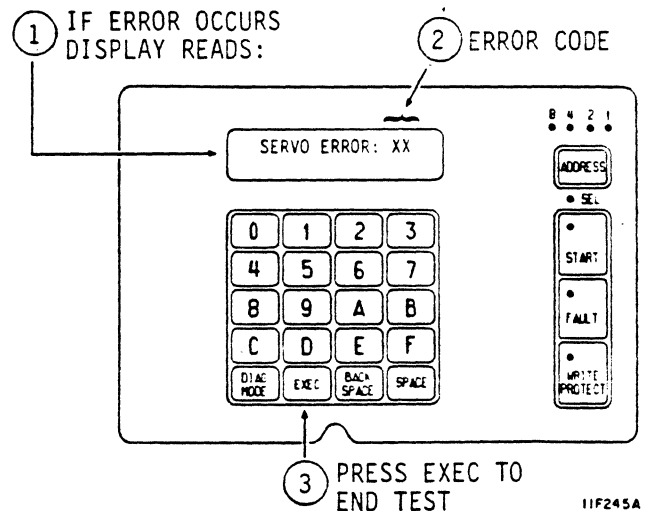 1 IF ERROR OCCURS
DISPLAY READS:
2 ERROR CODE
8 4 2 1
SERVO ERROR: XX
ADDRESS
SEL
0 1 2 3
4 5 6 7
8 9 A B
C D E F
DIAG
MODE
EXEC
BACK
SPACE
SPACE
START
FAULT
WRITE
PROTECT
3 PRESS EXEC TO
END TEST
11F245A